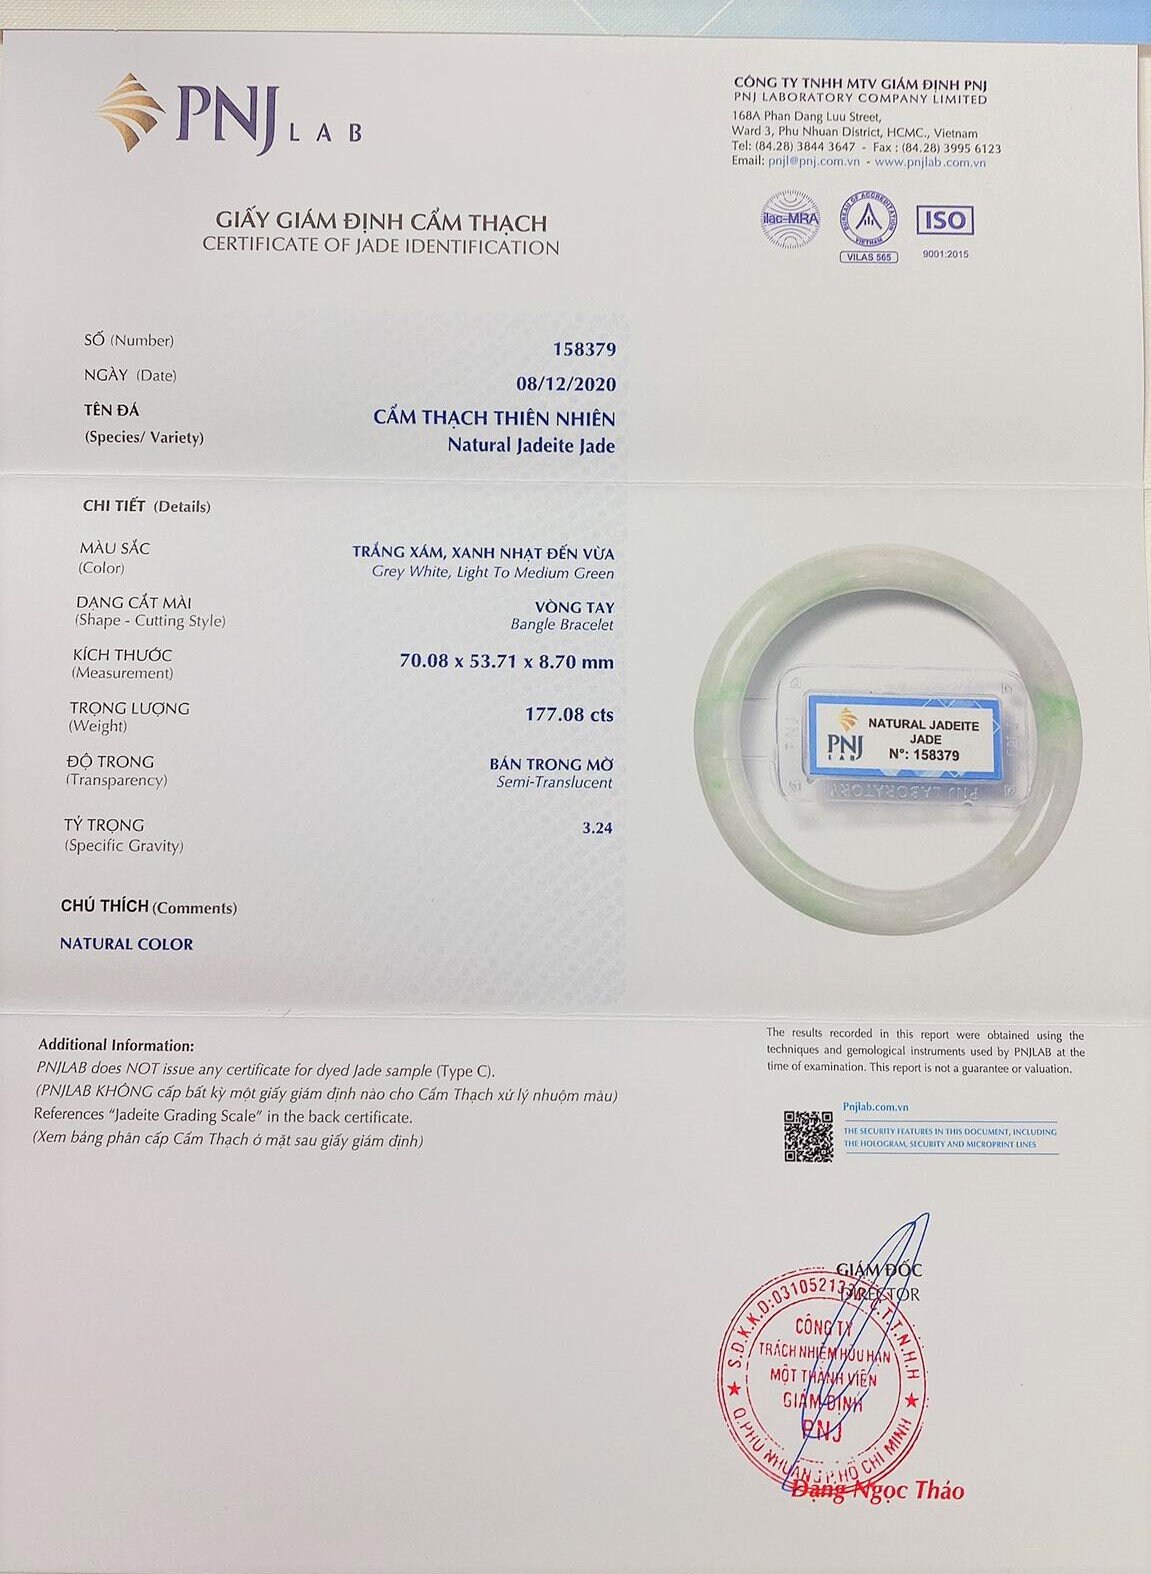 PNJ LAB
CÔNG TY TNHH MTV GIÁM ĐỊNH PNJ
PNJ LABORATORY COMPANY LIMITED
168A Phan Dang Luu Street,
Ward 3, Phu Nhuan District, HCMC., Vietnam
Tel: (84.28) 3844 3647 - Fax : (84.28) 3995 6123
Email: pnjl@pnj.com.vn - www.pnjlab.com.vn
ilac-MRA
BUREAU OF ACCREDITATION
VIETNAM
VILAS 565
ISO
9001:2015
GIẤY GIÁM ĐỊNH CẨM THẠCH
CERTIFICATE OF JADE IDENTIFICATION
SỐ (Number)
158379
NGÀY (Date)
08/12/2020
TÊN ĐÁ
(Species/ Variety)
CẨM THẠCH THIÊN NHIÊN
Natural Jadeite Jade
CHI TIẾT (Details)
MÀU SẮC
(Color)
TRẮNG XÁM, XANH NHẠT ĐẾN VỪA
Grey White, Light To Medium Green
DẠNG CẮT MÀI
(Shape - Cutting Style)
VÒNG TAY
Bangle Bracelet
KÍCH THƯỚC
(Measurement)
70.08 x 53.71 x 8.70 mm
TRỌNG LƯỢNG
(Weight)
177.08 cts
ĐỘ TRONG
(Transparency)
BÁN TRONG MỜ
Semi-Translucent
TỶ TRỌNG
(Specific Gravity)
3.24
CHÚ THÍCH (Comments)
NATURAL COLOR
PNJ LAB
NATURAL JADEITE
JADE
N°: 158379
PNJ LABORATORY
Additional Information:
PNJLAB does NOT issue any certificate for dyed Jade sample (Type C).
(PNJLAB KHÔNG cấp bất kỳ một giấy giám định nào cho Cẩm Thạch xử lý nhuộm màu)
References “Jadeite Grading Scale” in the back certificate.
(Xem bảng phân cấp Cẩm Thạch ở mặt sau giấy giám định)
The results recorded in this report were obtained using the
techniques and gemological instruments used by PNJLAB at the
time of examination. This report is not a guarantee or valuation.
Pnjlab.com.vn
THE SECURITY FEATURES IN THIS DOCUMENT, INCLUDING
THE HOLOGRAM, SECURITY AND MICROPRINT LINES
GIÁM ĐỐC
DIRECTOR
C.T.T.N.H.H
CÔNG TY
TRÁCH NHIỆM HỮU HẠN
MỘT THÀNH VIÊN
GIÁM ĐỊNH
PNJ
Q.PHÚ NHUẬN T.P.HỒ CHÍ MINH
Đặng Ngọc Thảo